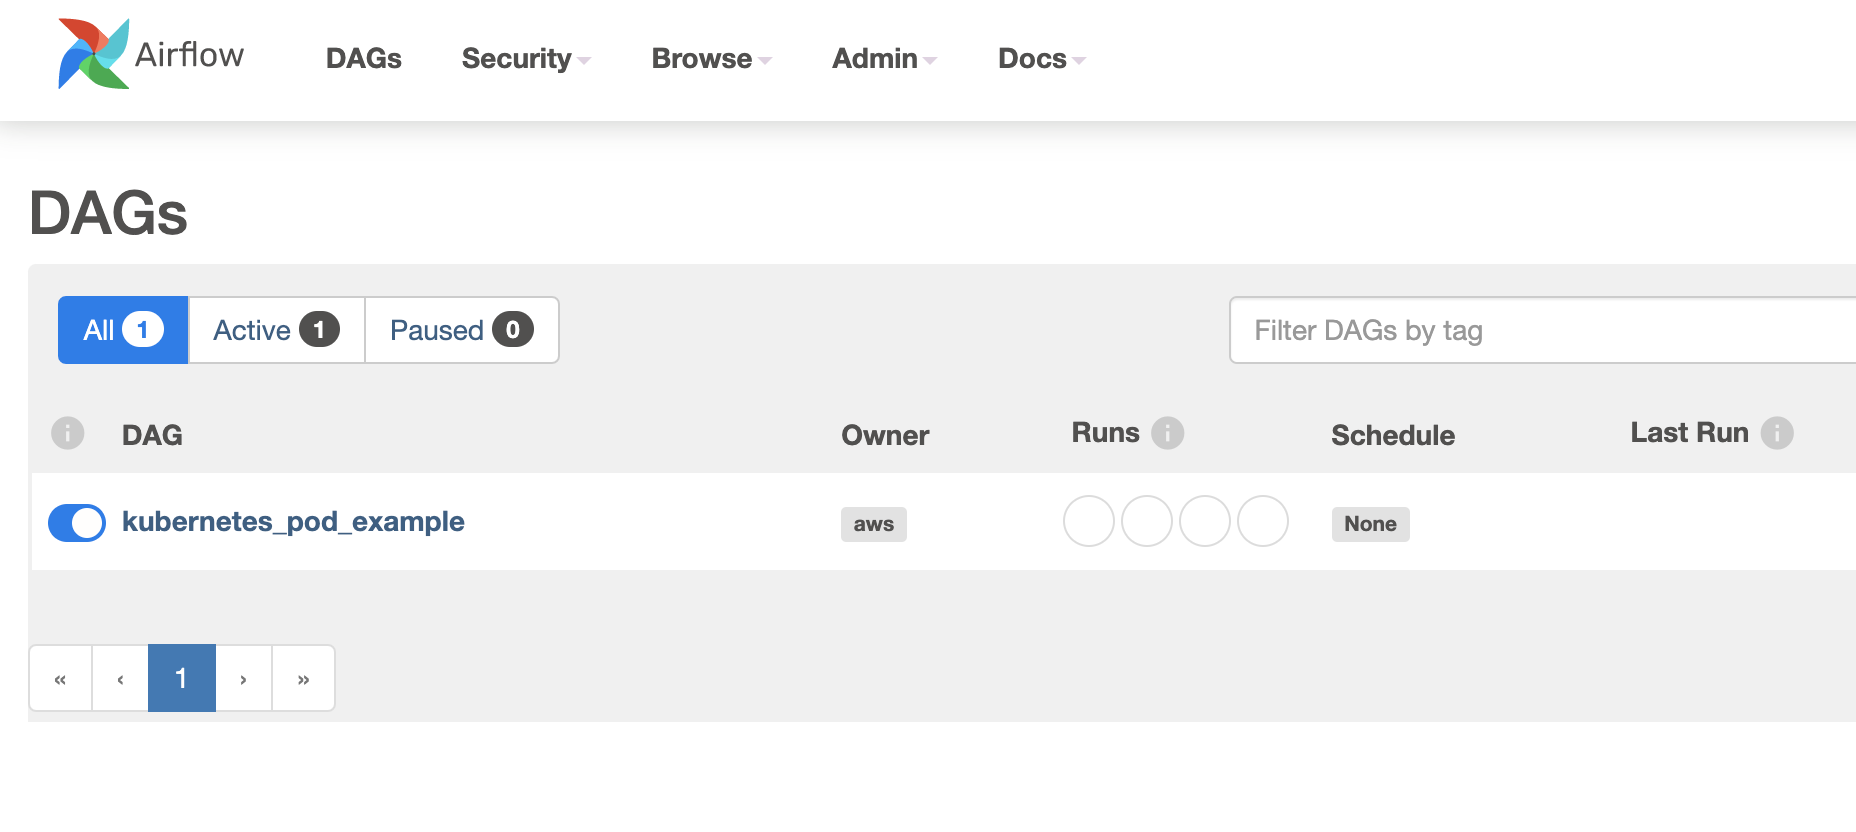 Airflow DAGs Security Browse Admin Docs
DAGs
All 1 Active 1 Paused 0 Filter DAGs by tag
i DAG Owner Runs i Schedule Last Run i
kubernetes_pod_example aws None
« ‹ 1 › »